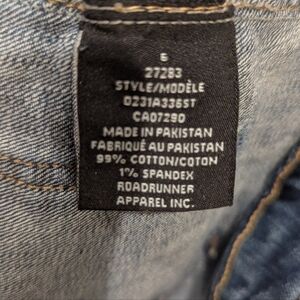 6
27283
STYLE/MODÈLE
0231A336ST
CA07290
MADE IN PAKISTAN
FABRIQUÉ AU PAKISTAN
99% COTTON/COTON
1% SPANDEX
ROADRUNNER
APPAREL INC.